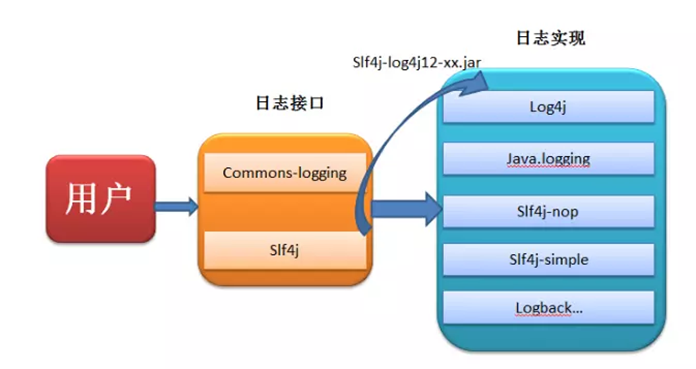 用户
日志接口
Commons-logging
Slf4j
Slf4j-log4j12-xx.jar
日志实现
Log4j
Java.logging
Slf4j-nop
Slf4j-simple
Logback...